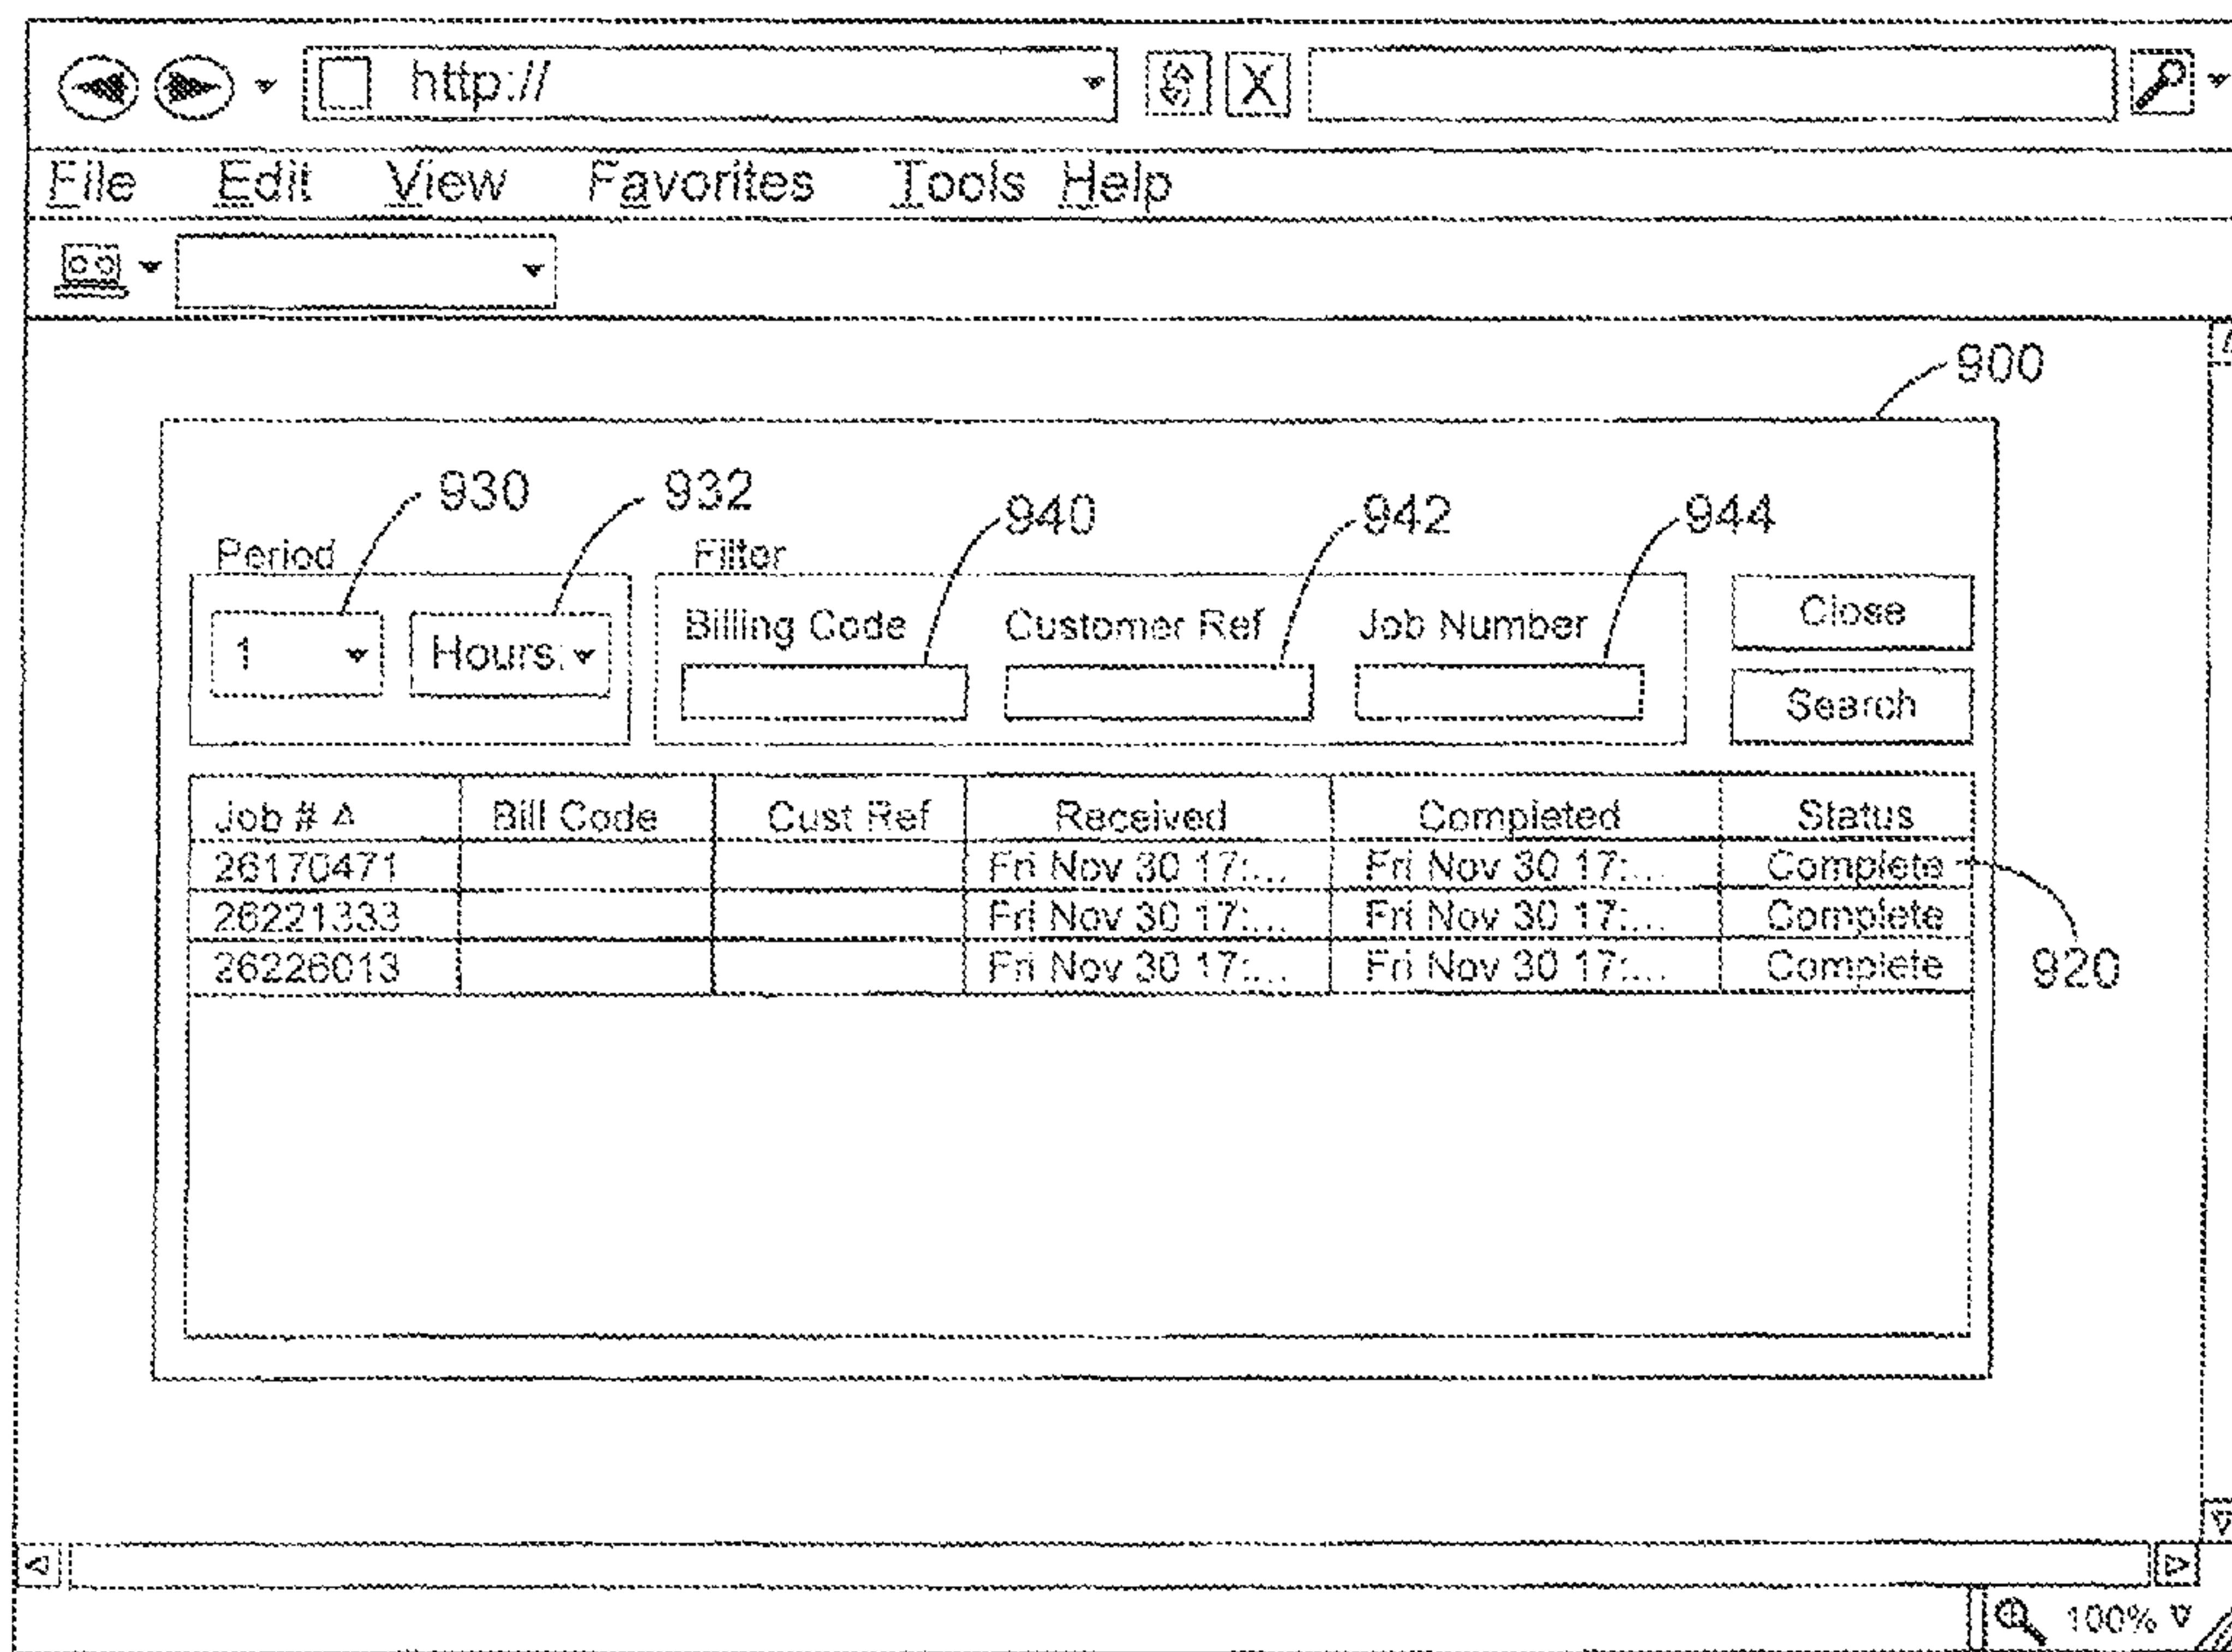 http:// X
File Edit View Favorites Tools Help
900
930 932 940 942 944
Period Filter
Billing Code Customer Ref Job Number Close
1 Hours
Search
Job # Δ Bill Code Cust Ref Received Completed Status
26170471 Fri Nov 30 17:... Fri Nov 30 17:... Complete
26221333 Fri Nov 30 17:... Fri Nov 30 17:... Complete
26226013 Fri Nov 30 17:... Fri Nov 30 17:... Complete
920
100%